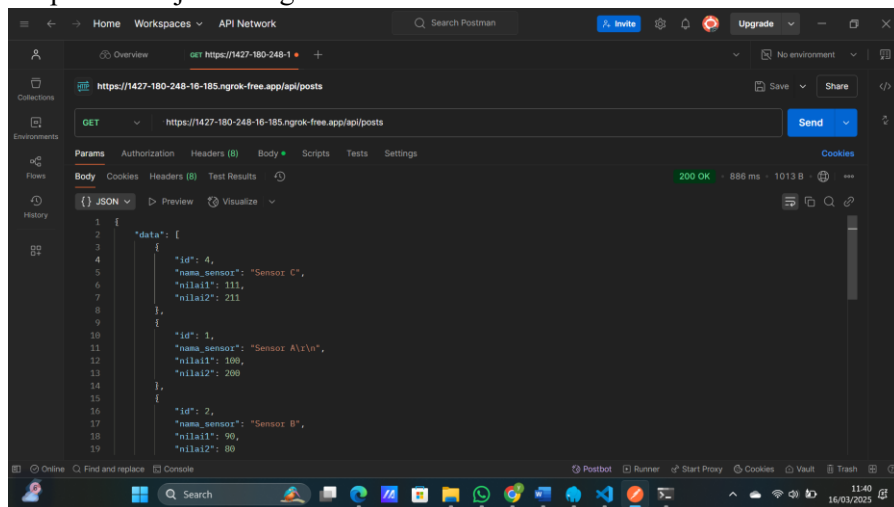 Home Workspaces API Network Search Postman Invite Upgrade
Overview GET https://1427-180-248-1 No environment
https://1427-180-248-16-185.ngrok-free.app/api/posts Save Share
GET https://1427-180-248-16-185.ngrok-free.app/api/posts Send
Params Authorization Headers (8) Body Scripts Tests Settings Cookies
Body Cookies Headers (8) Test Results 200 OK 886 ms 1013 B
{} JSON Preview Visualize
Collections
Environments
Flows
History
1 {
2 "data": [
3 {
4 "id": 4,
5 "nama_sensor": "Sensor C",
6 "nilai1": 111,
7 "nilai2": 211
8 },
9 {
10 "id": 1,
11 "nama_sensor": "Sensor A\r\n",
12 "nilai1": 100,
13 "nilai2": 200
14 },
15 {
16 "id": 2,
17 "nama_sensor": "Sensor B",
18 "nilai1": 90,
19 "nilai2": 80
Online Find and replace Console Postbot Runner Start Proxy Cookies Vault Trash
Search 11:40
16/03/2025